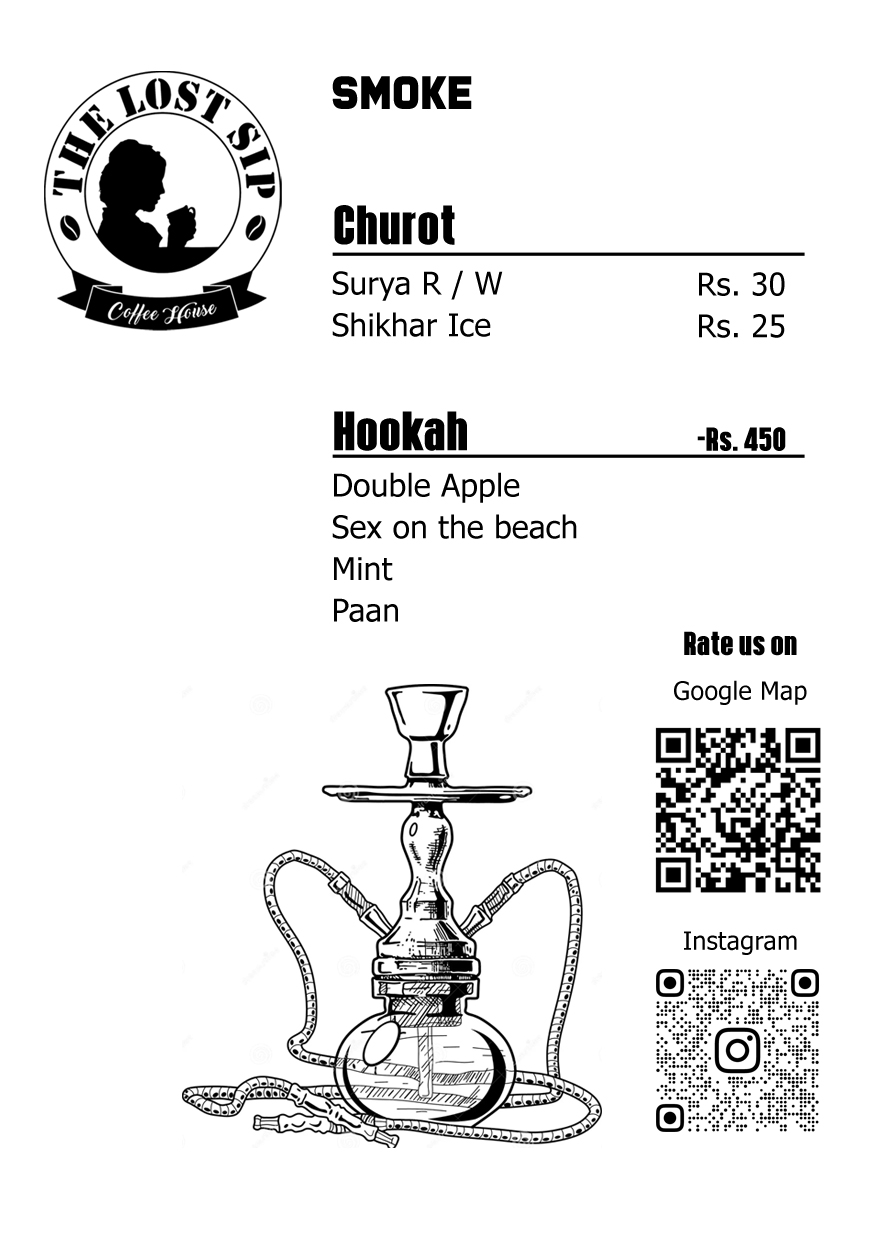 THE LOST SIP
Coffee House
SMOKE
Churot
Surya R / W Rs. 30
Shikhar Ice Rs. 25
Hookah -Rs. 450
Double Apple
Sex on the beach
Mint
Paan
Rate us on
Google Map
Instagram